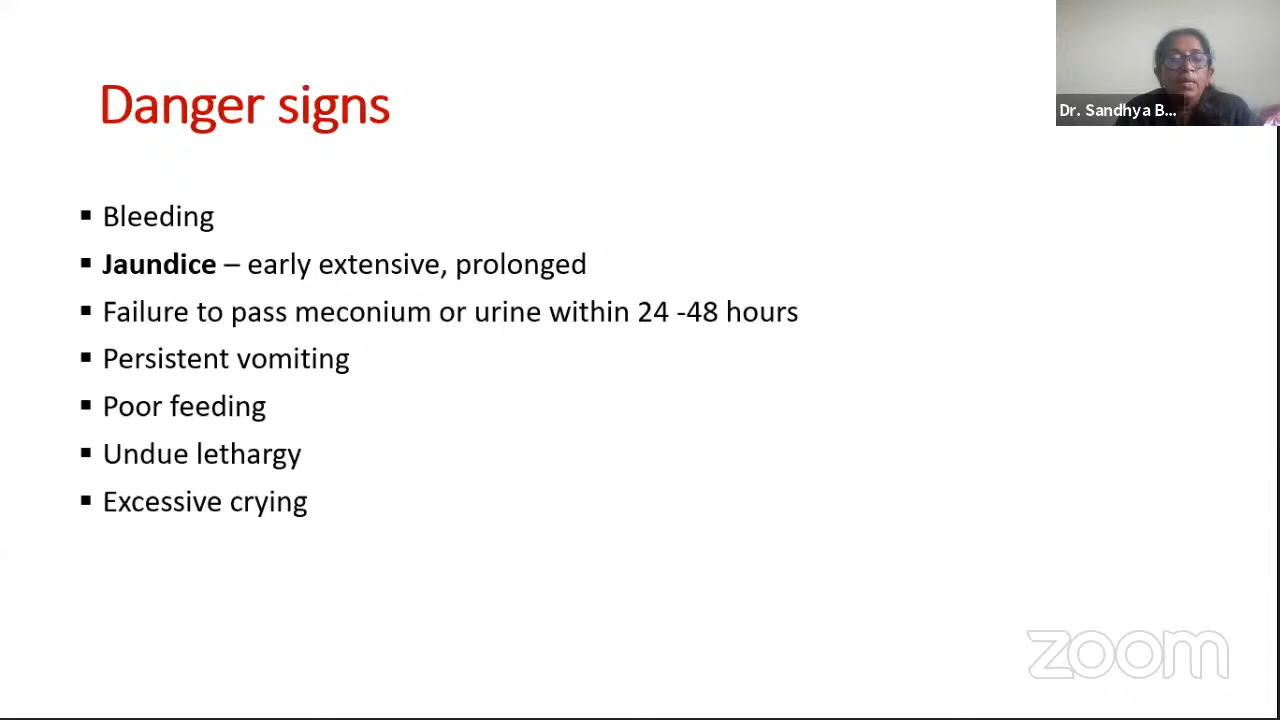 Danger signs
Dr. Sandhya B...
▪ Bleeding
▪ Jaundice – early extensive, prolonged
▪ Failure to pass meconium or urine within 24 -48 hours
▪ Persistent vomiting
▪ Poor feeding
▪ Undue lethargy
▪ Excessive crying
zoom